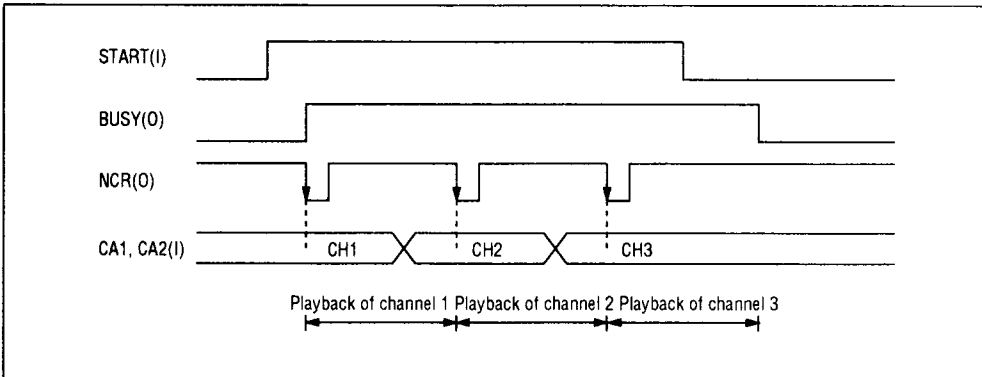 START(I)
BUSY(O)
NCR(O)
CA1, CA2(I)
CH1
CH2
CH3
Playback of channel 1
Playback of channel 2
Playback of channel 3